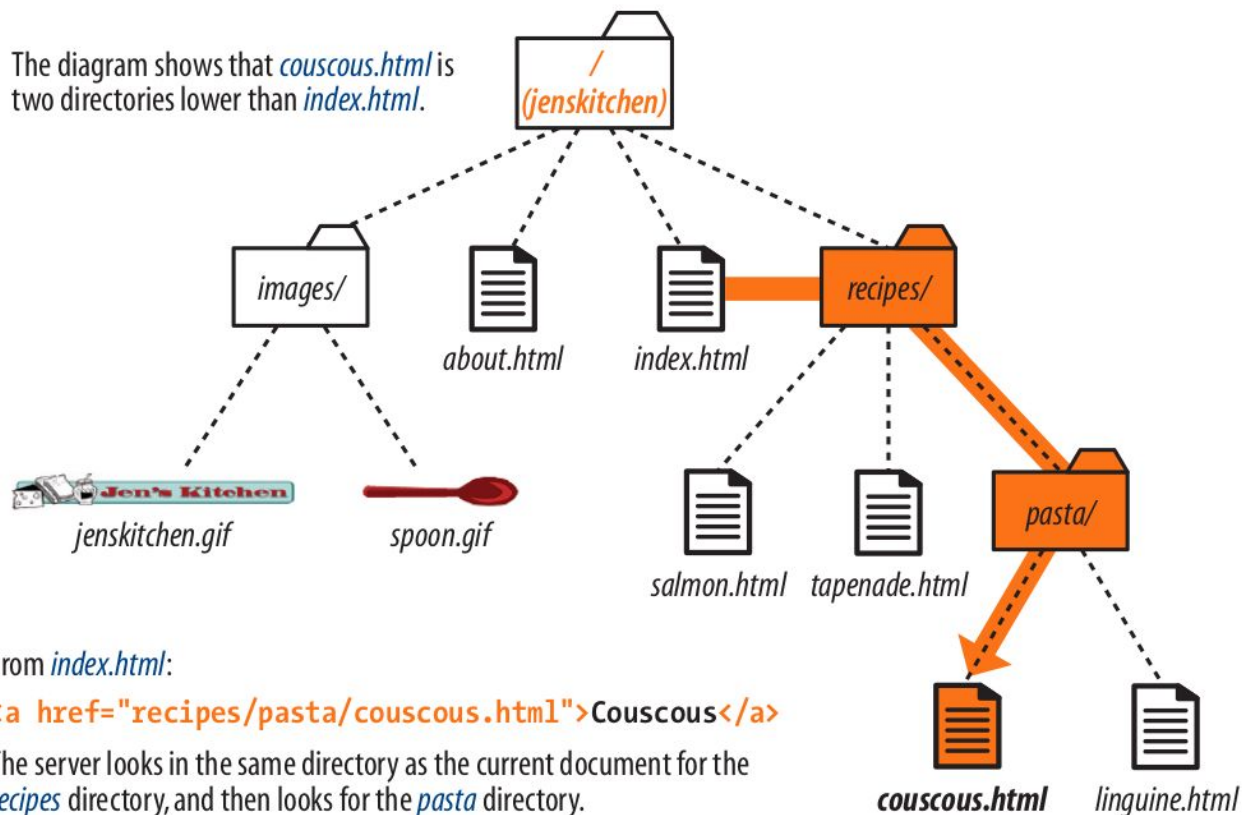 The diagram shows that couscous.html is
two directories lower than index.html.
/
(jenskitchen)
images/
about.html
index.html
recipes/
Jen's Kitchen
jenskitchen.gif
spoon.gif
salmon.html
tapenade.html
pasta/
rom index.html:
a href="recipes/pasta/couscous.html">Couscous</a>
he server looks in the same directory as the current document for the
ecipes directory, and then looks for the pasta directory.
couscous.html
linguine.html